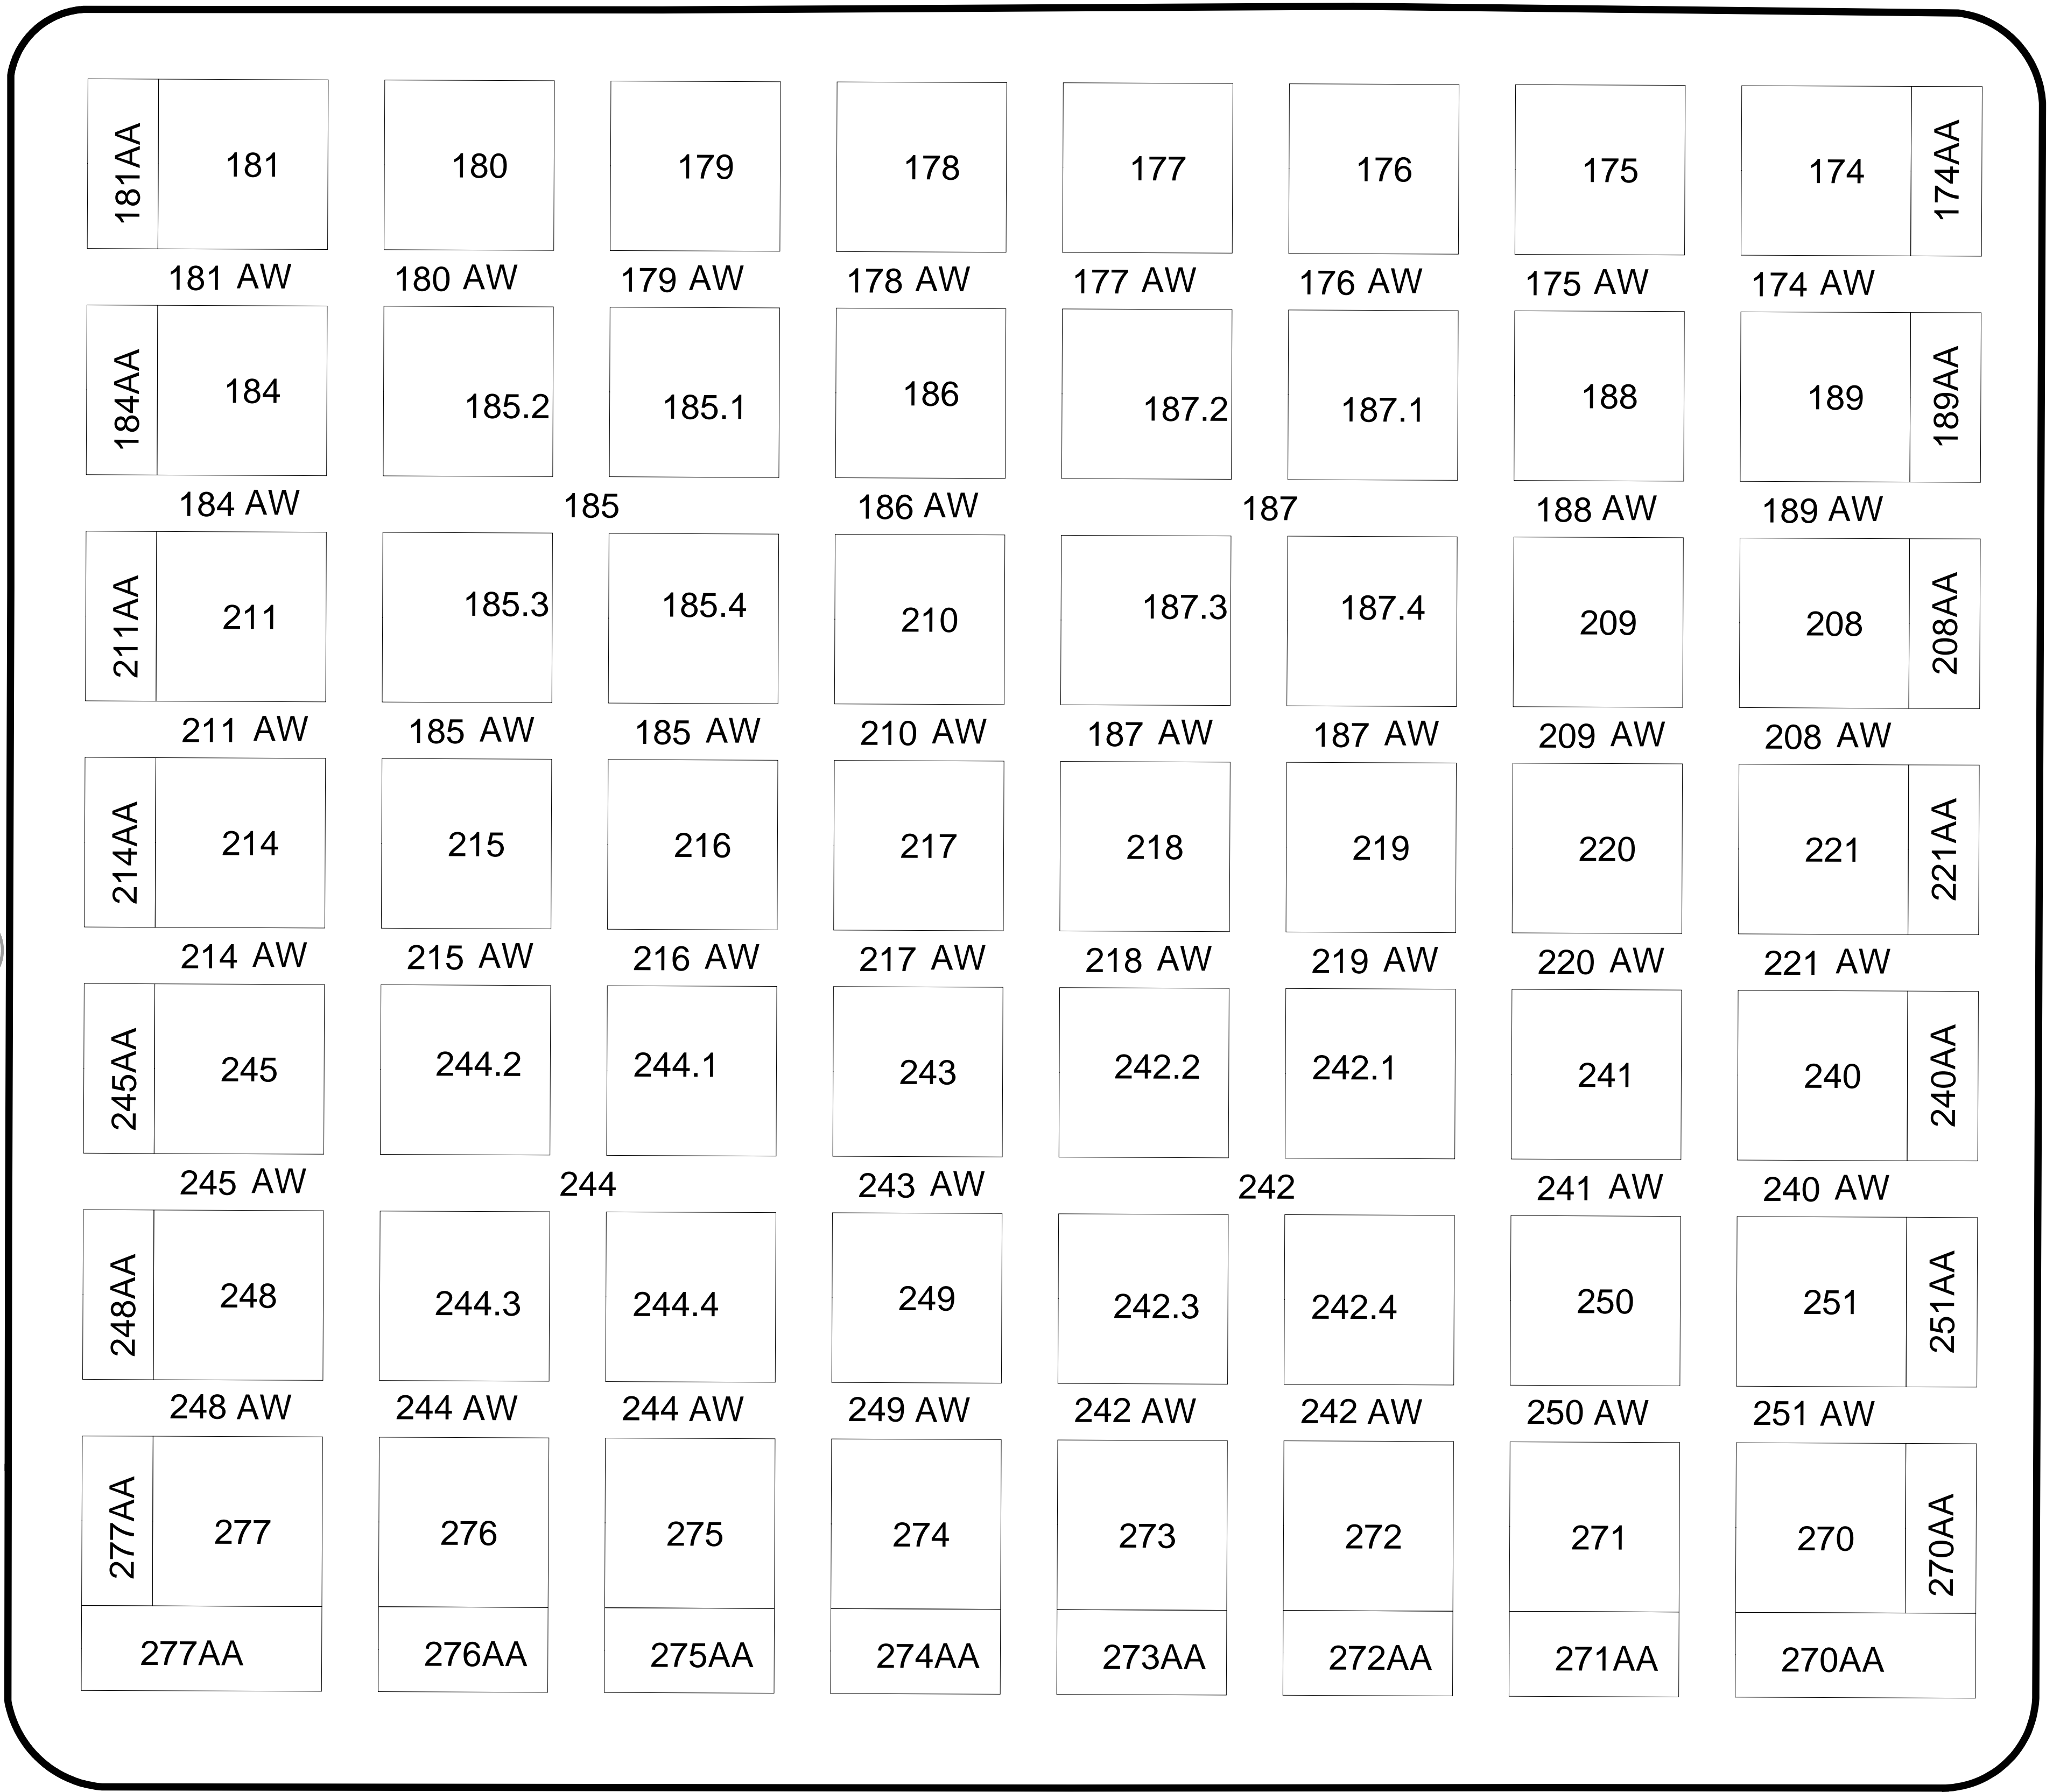 181AA 181 180 179 178 177 176 175 174 174AA
181 AW 180 AW 179 AW 178 AW 177 AW 176 AW 175 AW 174 AW
184AA 184 185.2 185.1 186 187.2 187.1 188 189 189AA
184 AW 185 186 AW 187 188 AW 189 AW
211AA 211 185.3 185.4 210 187.3 187.4 209 208 208AA
211 AW 185 AW 185 AW 210 AW 187 AW 187 AW 209 AW 208 AW
214AA 214 215 216 217 218 219 220 221 221AA
214 AW 215 AW 216 AW 217 AW 218 AW 219 AW 220 AW 221 AW
245AA 245 244.2 244.1 243 242.2 242.1 241 240 240AA
245 AW 244 243 AW 242 241 AW 240 AW
248AA 248 244.3 244.4 249 242.3 242.4 250 251 251AA
248 AW 244 AW 244 AW 249 AW 242 AW 242 AW 250 AW 251 AW
277AA 277 276 275 274 273 272 271 270 270AA
277AA 276AA 275AA 274AA 273AA 272AA 271AA 270AA